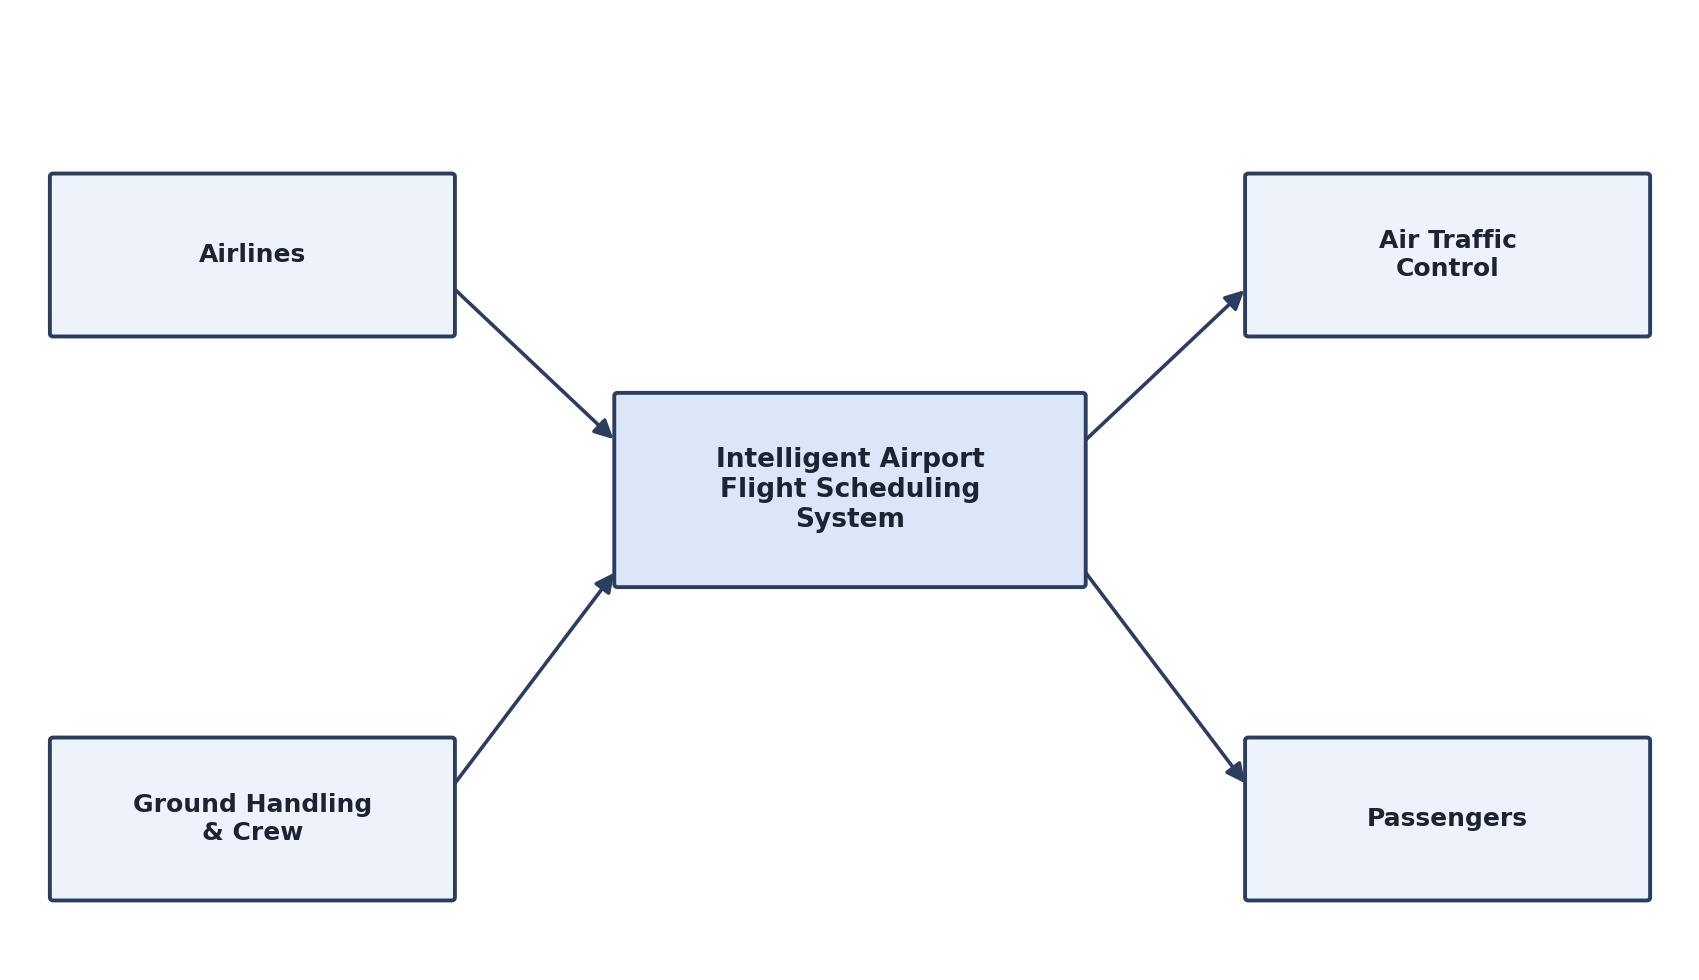 Airlines
Air Traffic
Control
Intelligent Airport
Flight Scheduling
System
Ground Handling
& Crew
Passengers